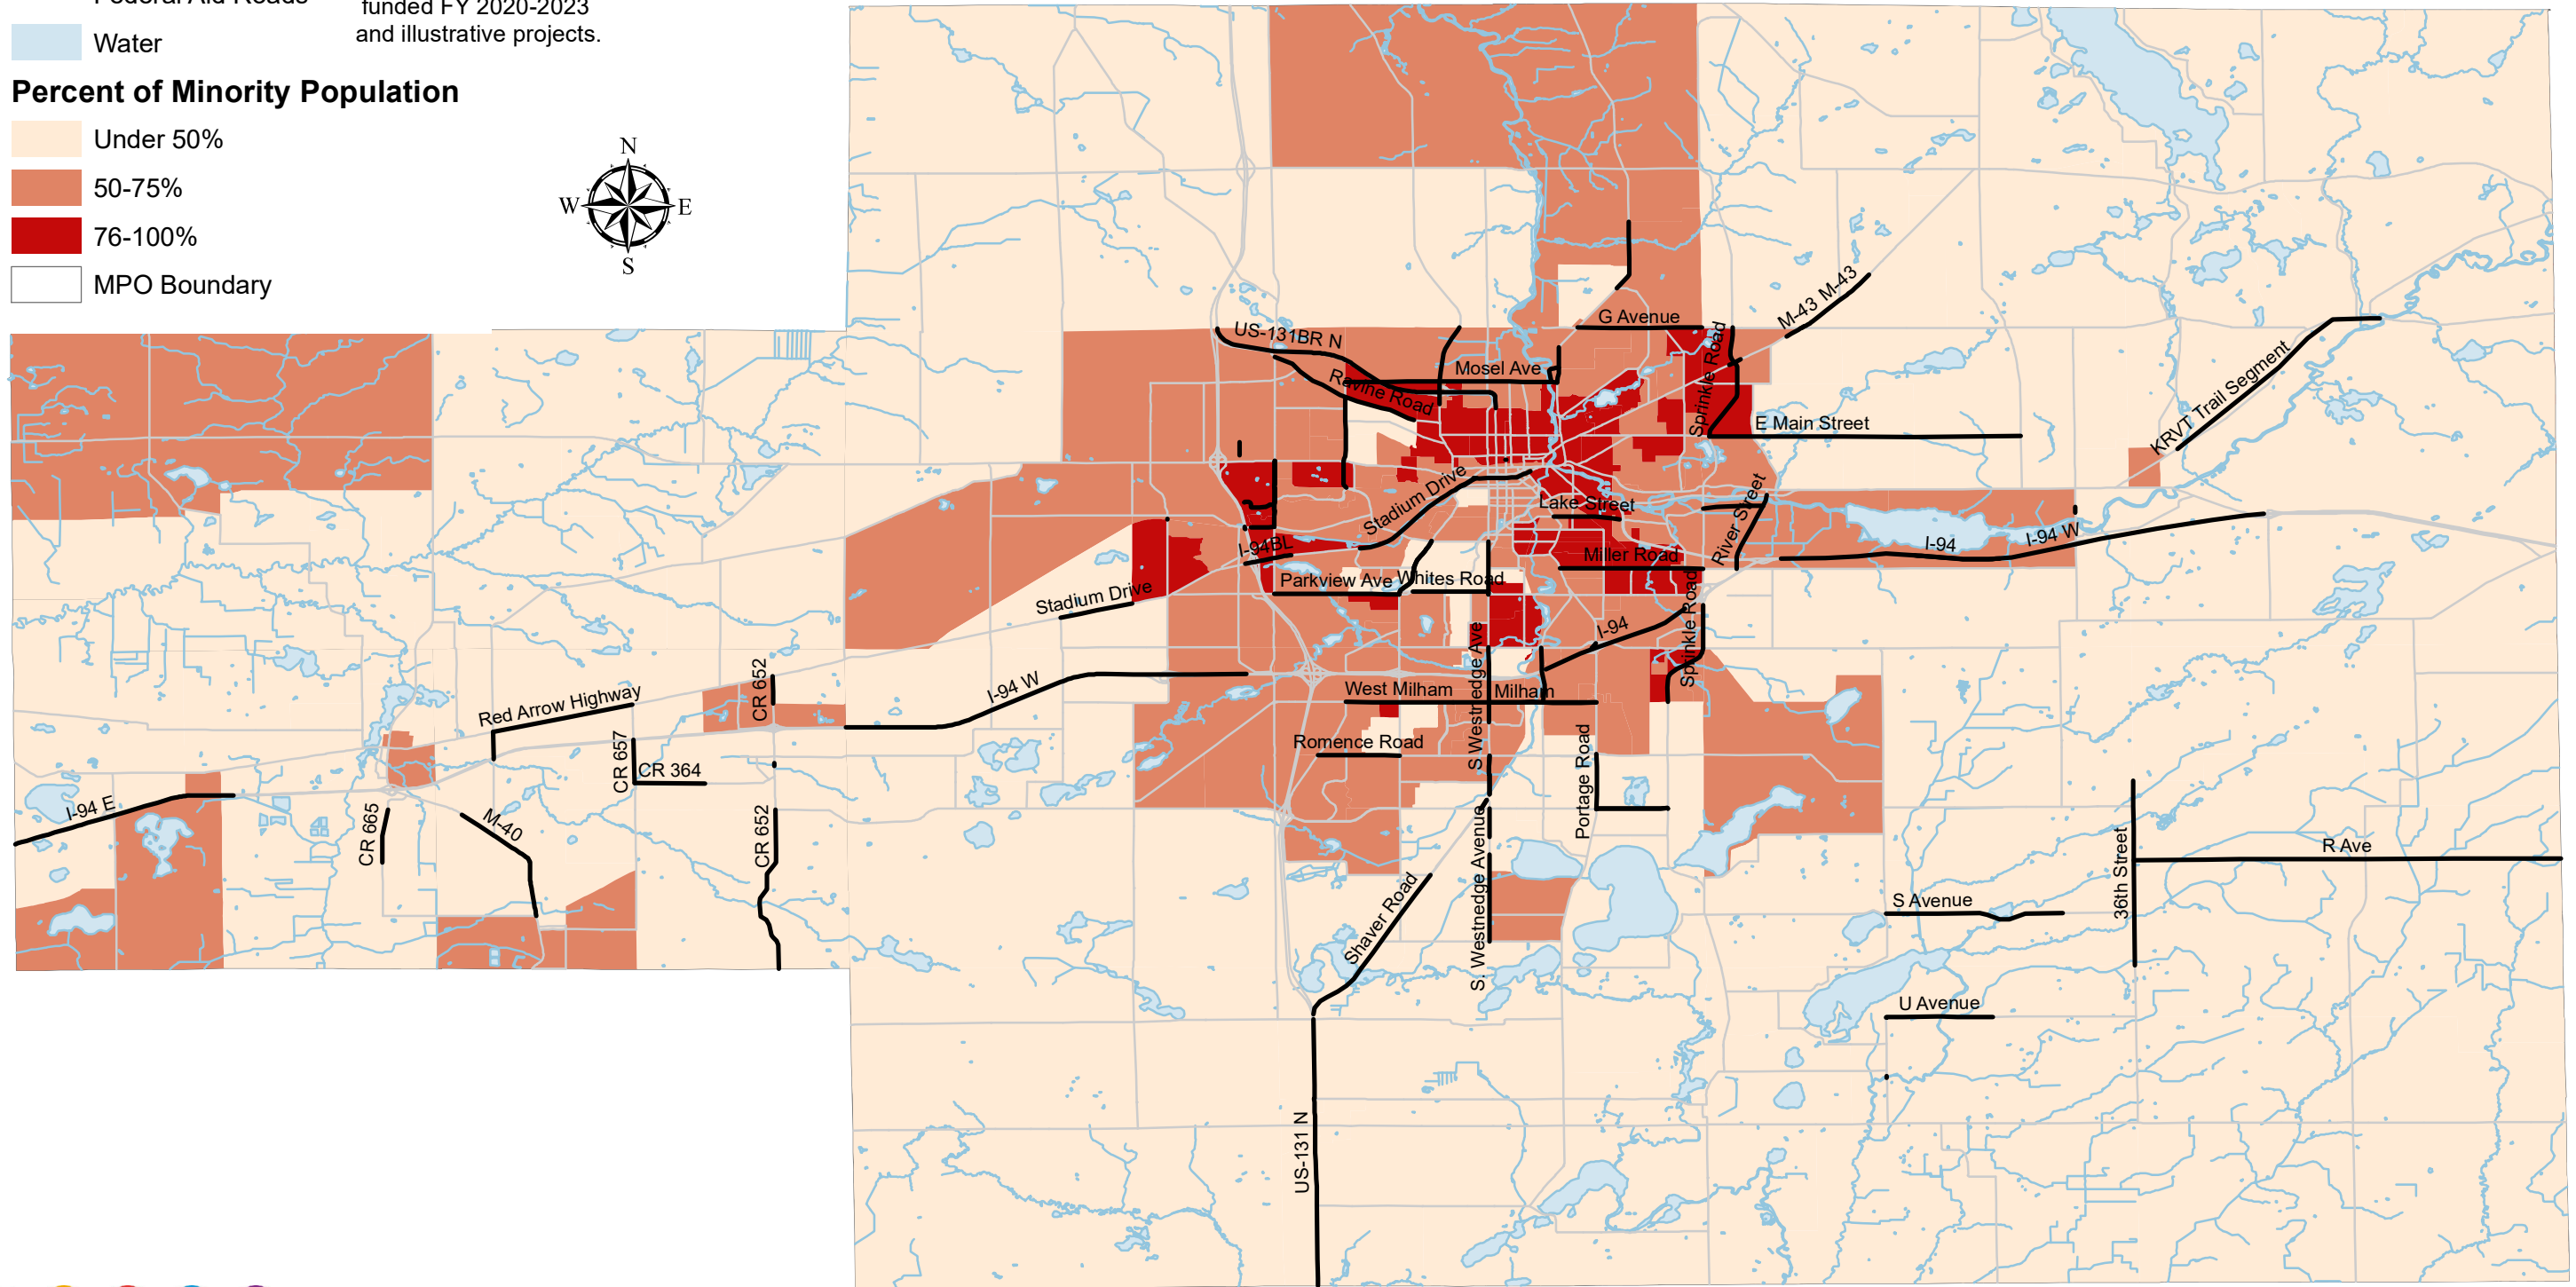 Federal Aid Roads
funded FY 2020-2023
and illustrative projects.
Water
Percent of Minority Population
Under 50%
50-75%
76-100%
MPO Boundary
N
W
E
S
US-131BR N
G Avenue
M-43
M-43
Mosel Ave
Ravine Road
Sprinkle Road
E Main Street
KRVT Trail Segment
Stadium Drive
Lake Street
River Street
I-94BL
Miller Road
I-94
I-94 W
Parkview Ave
Whites Road
Stadium Drive
I-94
Sprinkle Road
CR 652
I-94 W
Red Arrow Highway
West Milham
Milham
S Westnedge Ave
Romence Road
Portage Road
CR 657
CR 364
I-94 E
CR 665
M-40
CR 652
S. Westnedge Avenue
Shaver Road
36th Street
R Ave
S Avenue
U Avenue
US-131 N